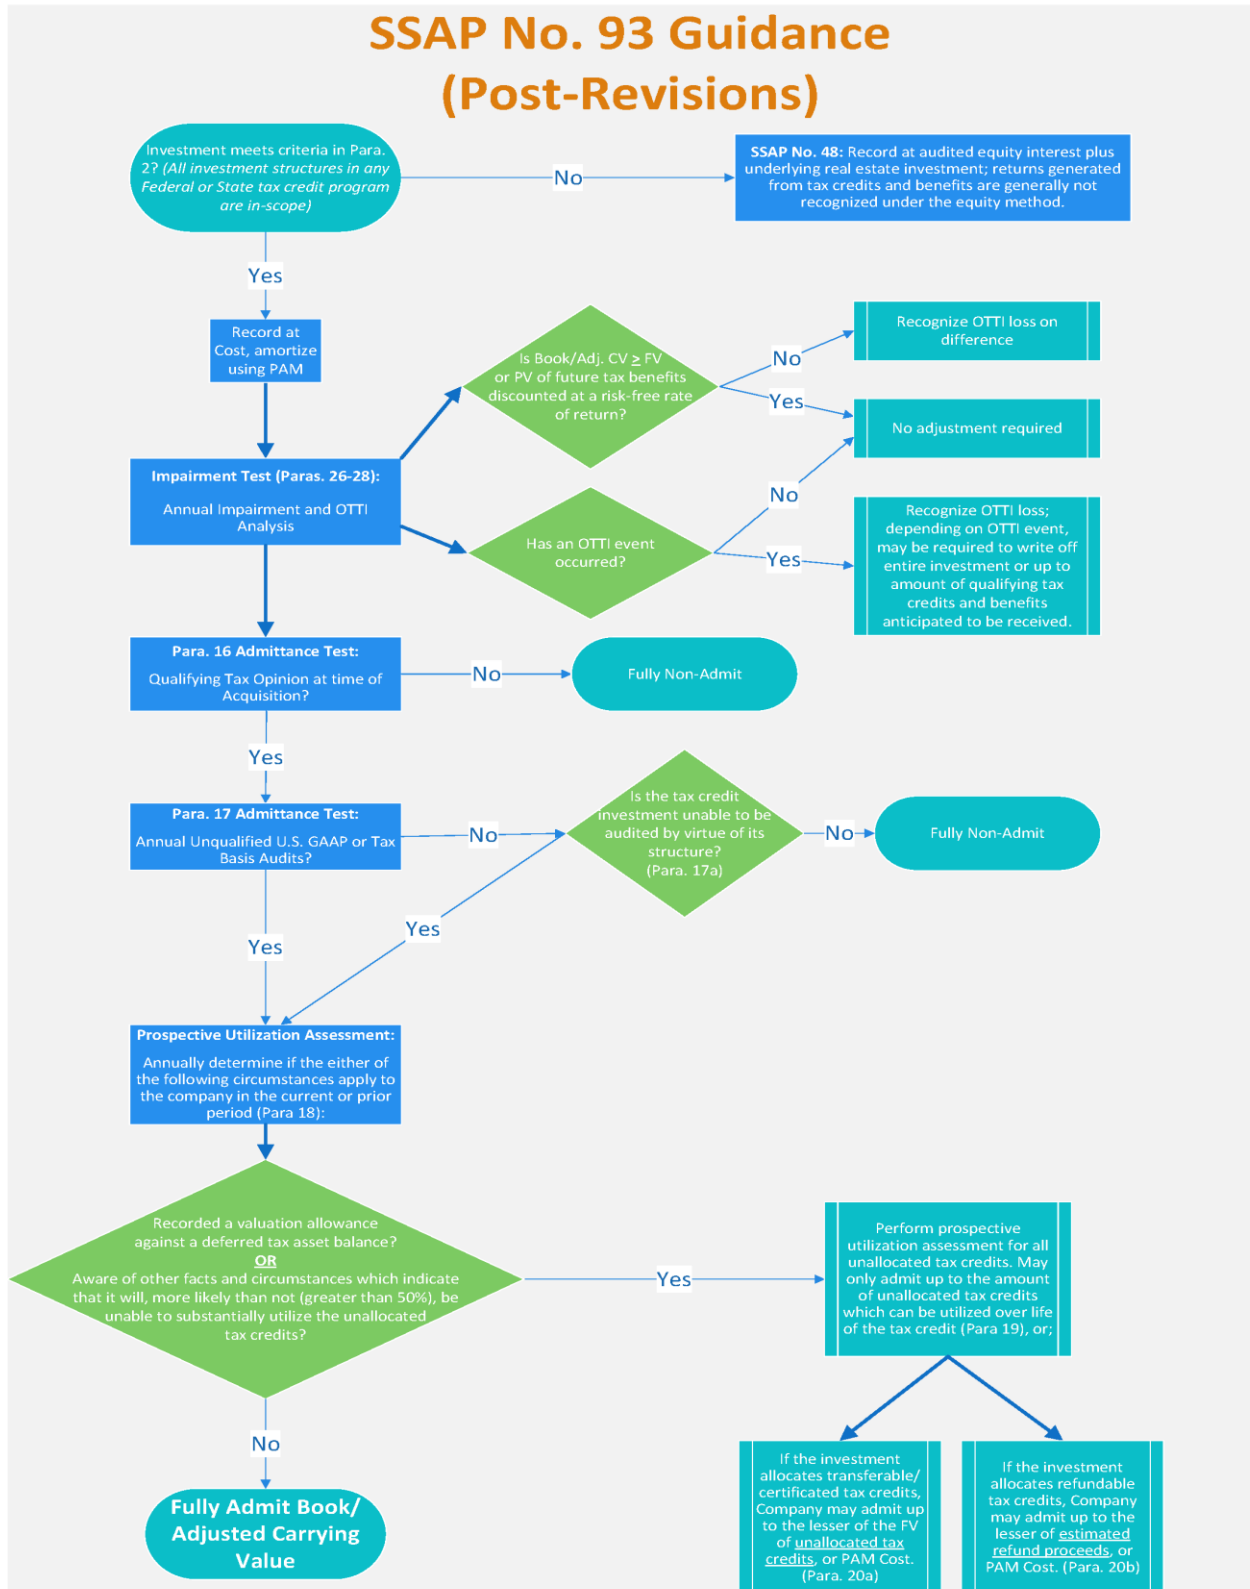 SSAP No. 93 Guidance
(Post-Revisions)
Investment meets criteria in Para.
2? (All investment structures in any
Federal or State tax credit program
are in-scope)
No
SSAP No. 48: Record at audited equity interest plus
underlying real estate investment; returns generated
from tax credits and benefits are generally not
recognized under the equity method.
Yes
Record at
Cost, amortize
using PAM
Is Book/Adj. CV ≥ FV
or PV of future tax benefits
discounted at a risk-free rate
of return?
No
Recognize OTTI loss on
difference
Yes
No adjustment required
Impairment Test (Paras. 26-28):
Annual Impairment and OTTI
Analysis
Has an OTTI event
occurred?
No
Yes
Recognize OTTI loss;
depending on OTTI event,
may be required to write off
entire investment or up to
amount of qualifying tax
credits and benefits
anticipated to be received.
Para. 16 Admittance Test:
Qualifying Tax Opinion at time of
Acquisition?
No
Fully Non-Admit
Yes
Para. 17 Admittance Test:
Annual Unqualified U.S. GAAP or Tax
Basis Audits?
No
Is the tax credit
investment unable to be
audited by virtue of its
structure?
(Para. 17a)
No
Fully Non-Admit
Yes
Yes
Prospective Utilization Assessment:
Annually determine if the either of
the following circumstances apply to
the company in the current or prior
period (Para 18):
Recorded a valuation allowance
against a deferred tax asset balance?
OR
Aware of other facts and circumstances which indicate
that it will, more likely than not (greater than 50%), be
unable to substantially utilize the unallocated
tax credits?
Yes
Perform prospective
utilization assessment for all
unallocated tax credits. May
only admit up to the amount
of unallocated tax credits
which can be utilized over life
of the tax credit (Para 19), or;
No
Fully Admit Book/
Adjusted Carrying
Value
If the investment
allocates transferable/
certificated tax credits,
Company may admit up
to the lesser of the FV
of unallocated tax
credits, or PAM Cost.
(Para. 20a)
If the investment
allocates refundable
tax credits, Company
may admit up to the
lesser of estimated
refund proceeds, or
PAM Cost. (Para. 20b)